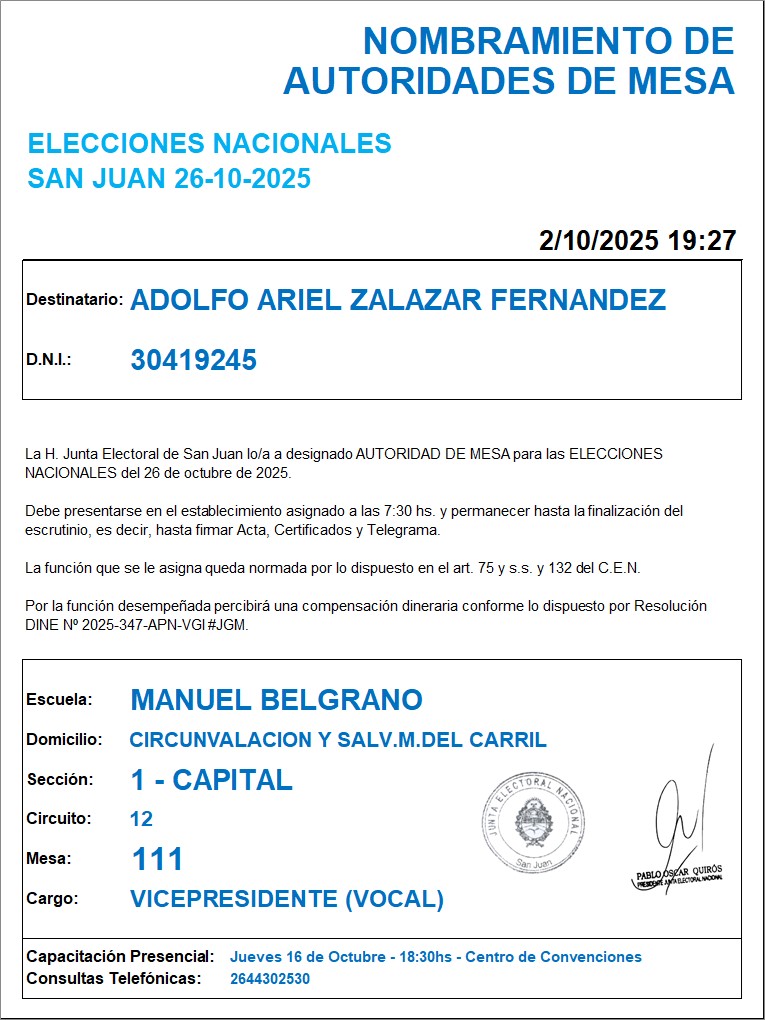 NOMBRAMIENTO DE
AUTORIDADES DE MESA
ELECCIONES NACIONALES
SAN JUAN 26-10-2025
2/10/2025 19:27
Destinatario: ADOLFO ARIEL ZALAZAR FERNANDEZ
D.N.I.: 30419245
La H. Junta Electoral de San Juan lo/a a designado AUTORIDAD DE MESA para las ELECCIONES
NACIONALES del 26 de octubre de 2025.
Debe presentarse en el establecimiento asignado a las 7:30 hs. y permanecer hasta la finalización del
escrutinio, es decir, hasta firmar Acta, Certificados y Telegrama.
La función que se le asigna queda normada por lo dispuesto en el art. 75 y s.s. y 132 del C.E.N.
Por la función desempeñada percibirá una compensación dineraria conforme lo dispuesto por Resolución
DINE Nº 2025-347-APN-VGI#JGM.
Escuela: MANUEL BELGRANO
Domicilio: CIRCUNVALACION Y SALV.M.DEL CARRIL
Sección: 1 - CAPITAL
Circuito: 12
Mesa: 111
Cargo: VICEPRESIDENTE (VOCAL)
JUNTA ELECTORAL NACIONAL
San Juan
PABLO OSCAR QUIRÓS
PRESIDENTE JUNTA ELECTORAL NACIONAL
Capacitación Presencial: Jueves 16 de Octubre - 18:30hs - Centro de Convenciones
Consultas Telefónicas: 2644302530